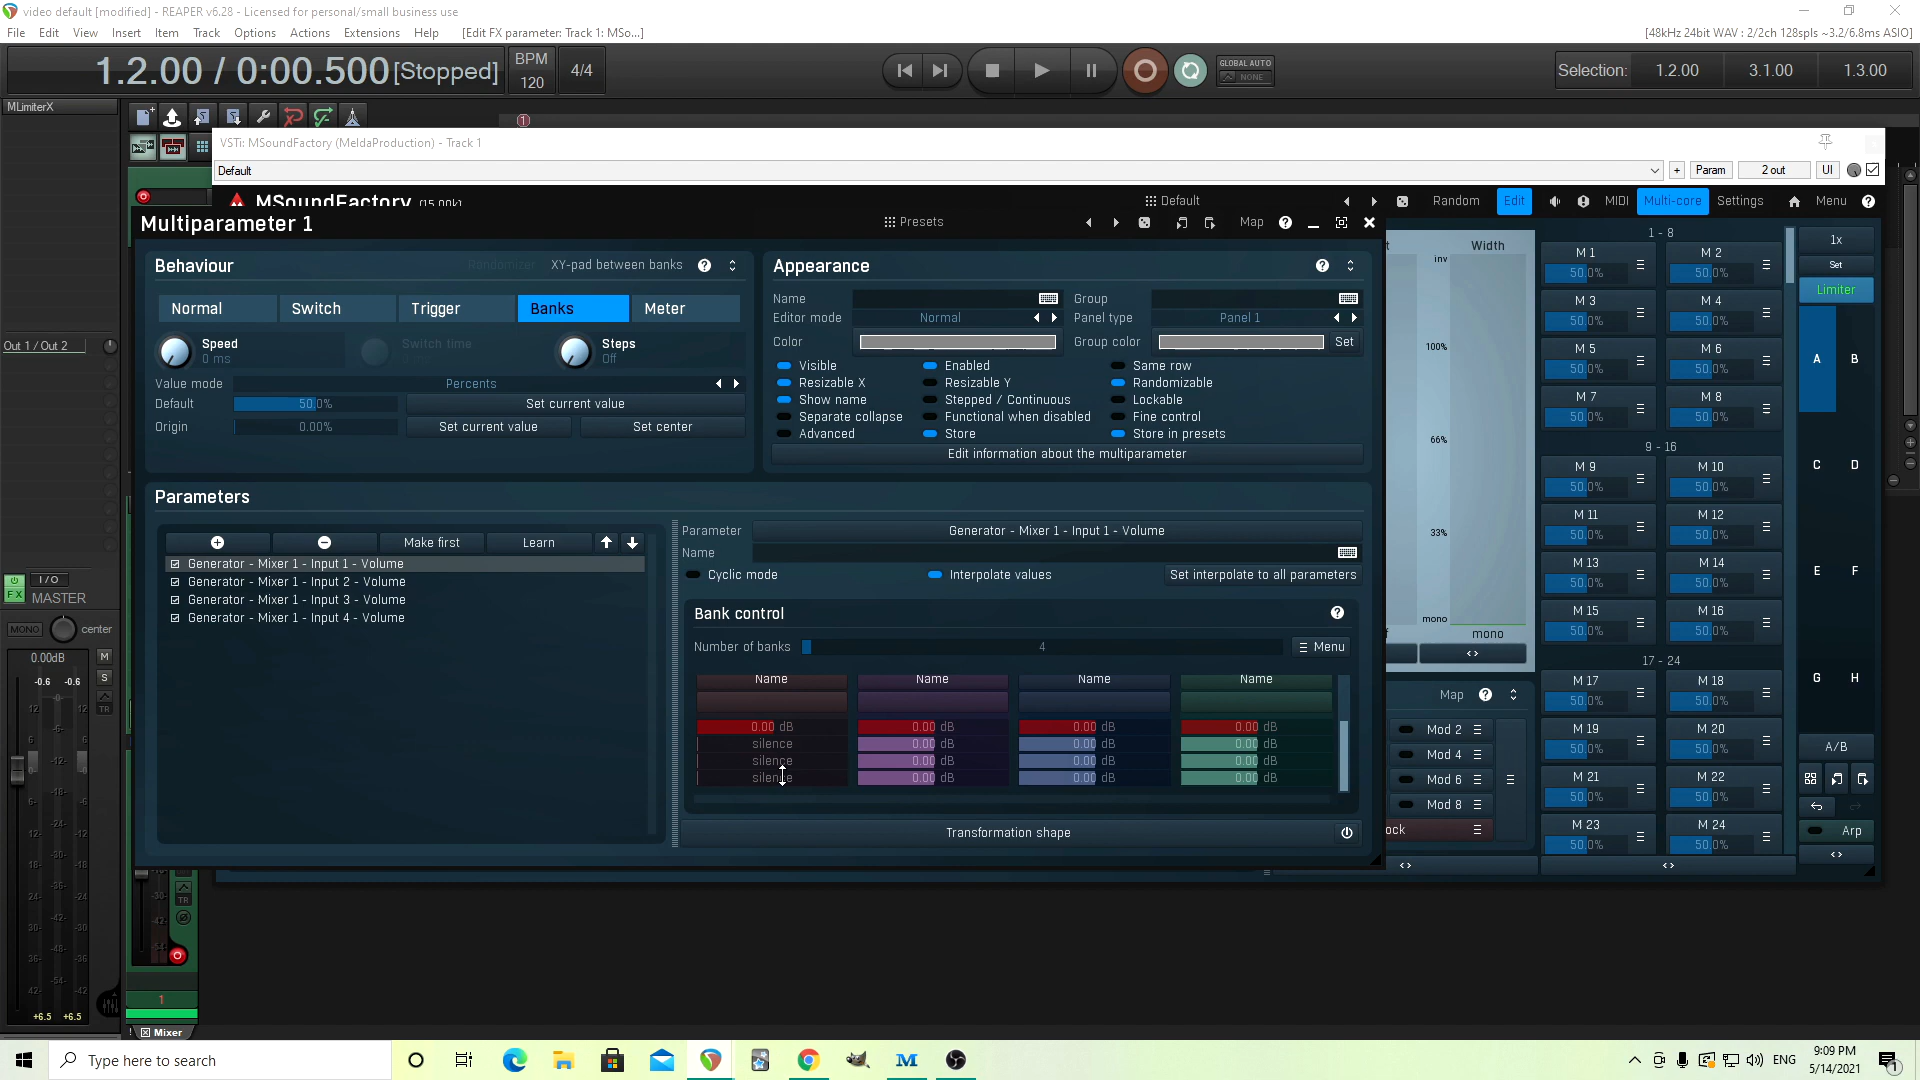 video default [modified] - REAPER v6.28 - Licensed for personal/small business use
File Edit View Insert Item Track Options Actions Extensions Help [Edit FX parameter: Track 1: MSo...]
[48kHz 24bit WAV : 2/2ch 128spls ~3.2/6.8ms ASIO]
1.2.00 / 0:00.500 [Stopped]
BPM
120
4/4
GLOBAL AUTO
NONE
Selection: 1.2.00 3.1.00 1.3.00
MLimiterX
1
VSTi: MSoundFactory (MeldaProduction) - Track 1
Default
+ Param 2 out UI
MSoundFactory (15.00k)
Default
Random Edit MIDI Multi-core Settings Menu ?
Multiparameter 1
Presets
Map ?
Behaviour Randomizer XY-pad between banks ?
Normal Switch Trigger Banks Meter
Speed
0 ms
Switch time
Steps
Off
Value mode Percents
Default 50.0% Set current value
Origin 0.00% Set current value Set center
Appearance ?
Name Group
Editor mode Normal Panel type Panel 1
Color Group color Set
Visible Enabled Same row
Resizable X Resizable Y Randomizable
Show name Stepped / Continuous Lockable
Separate collapse Functional when disabled Fine control
Advanced Store Store in presets
Edit information about the multiparameter
Parameters
Make first Learn
Generator - Mixer 1 - Input 1 - Volume
Generator - Mixer 1 - Input 2 - Volume
Generator - Mixer 1 - Input 3 - Volume
Generator - Mixer 1 - Input 4 - Volume
Parameter Generator - Mixer 1 - Input 1 - Volume
Name
Cyclic mode Interpolate values Set interpolate to all parameters
Bank control ?
Number of banks 4 Menu
Name Name Name Name
0.00 dB 0.00 dB 0.00 dB 0.00 dB
silence 0.00 dB 0.00 dB 0.00 dB
silence 0.00 dB 0.00 dB 0.00 dB
silence 0.00 dB 0.00 dB 0.00 dB
Transformation shape
Width
inv
100%
66%
33%
mono
mono
Map ?
Mod 2
Mod 4
Mod 6
Mod 8
ock
1 - 8
M 1 M 2
50.0% 50.0%
M 3 M 4
50.0% 50.0%
M 5 M 6
50.0% 50.0%
M 7 M 8
50.0% 50.0%
9 - 16
M 9 M 10
50.0% 50.0%
M 11 M 12
50.0% 50.0%
M 13 M 14
50.0% 50.0%
M 15 M 16
50.0% 50.0%
17 - 24
M 17 M 18
50.0% 50.0%
M 19 M 20
50.0% 50.0%
M 21 M 22
50.0% 50.0%
M 23 M 24
50.0% 50.0%
1x
Set
Limiter
A B
C D
E F
G H
A/B
Arp
Out 1 / Out 2
FX I/O
MASTER
MONO center
0.00dB M
-0.6 -0.6 S
TR
+6.5 +6.5
TR
1
Mixer
Type here to search
ENG
9:09 PM
5/14/2021
1